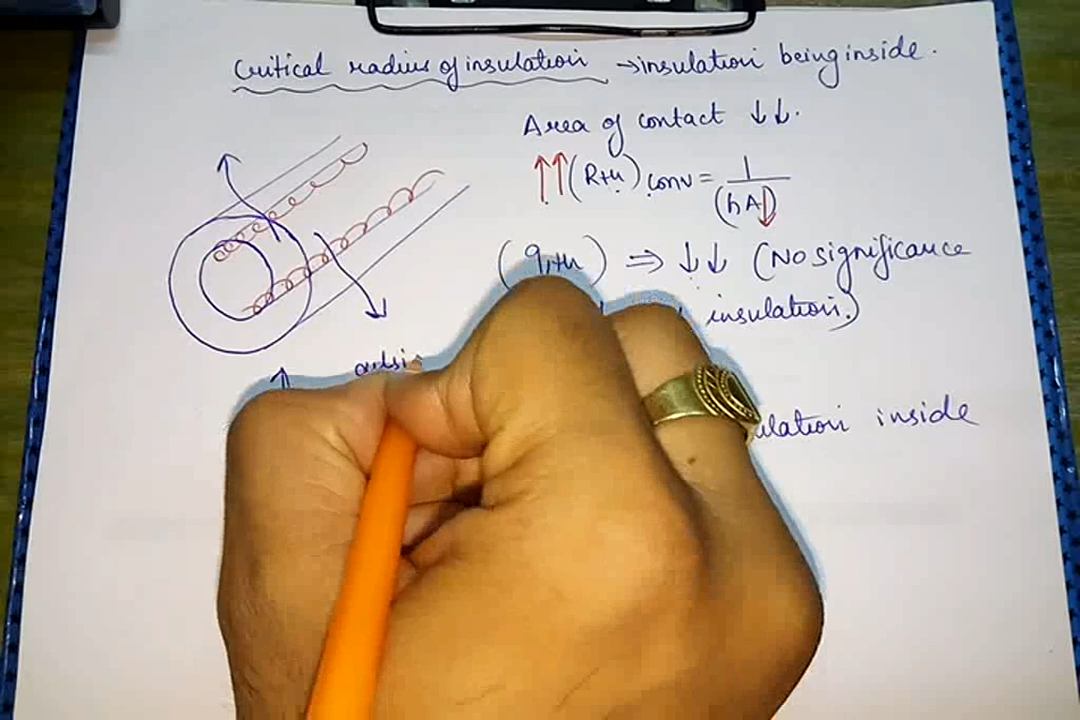 Critical radius of insulation → insulation being inside.
Area of contact ↓↓.
↑↑(Rth)conv = 1/(hA↓)
(qth) ⇒ ↓↓ (No significance
insulation.)
outsi
ulation inside